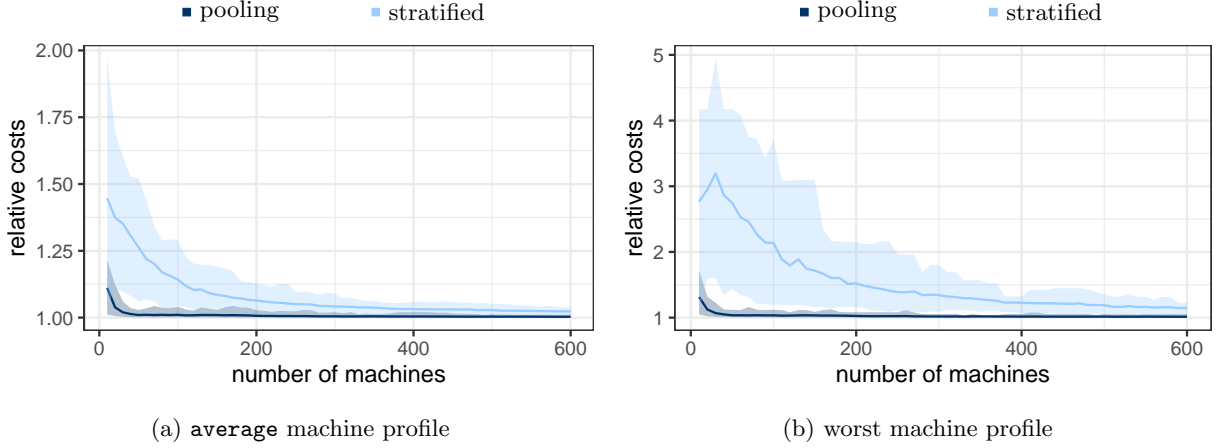 pooling stratified
pooling stratified
2.00
1.75
1.50
1.25
1.00
relative costs
0 200 400 600
number of machines
5
4
3
2
1
relative costs
0 200 400 600
number of machines
(a) average machine profile
(b) worst machine profile